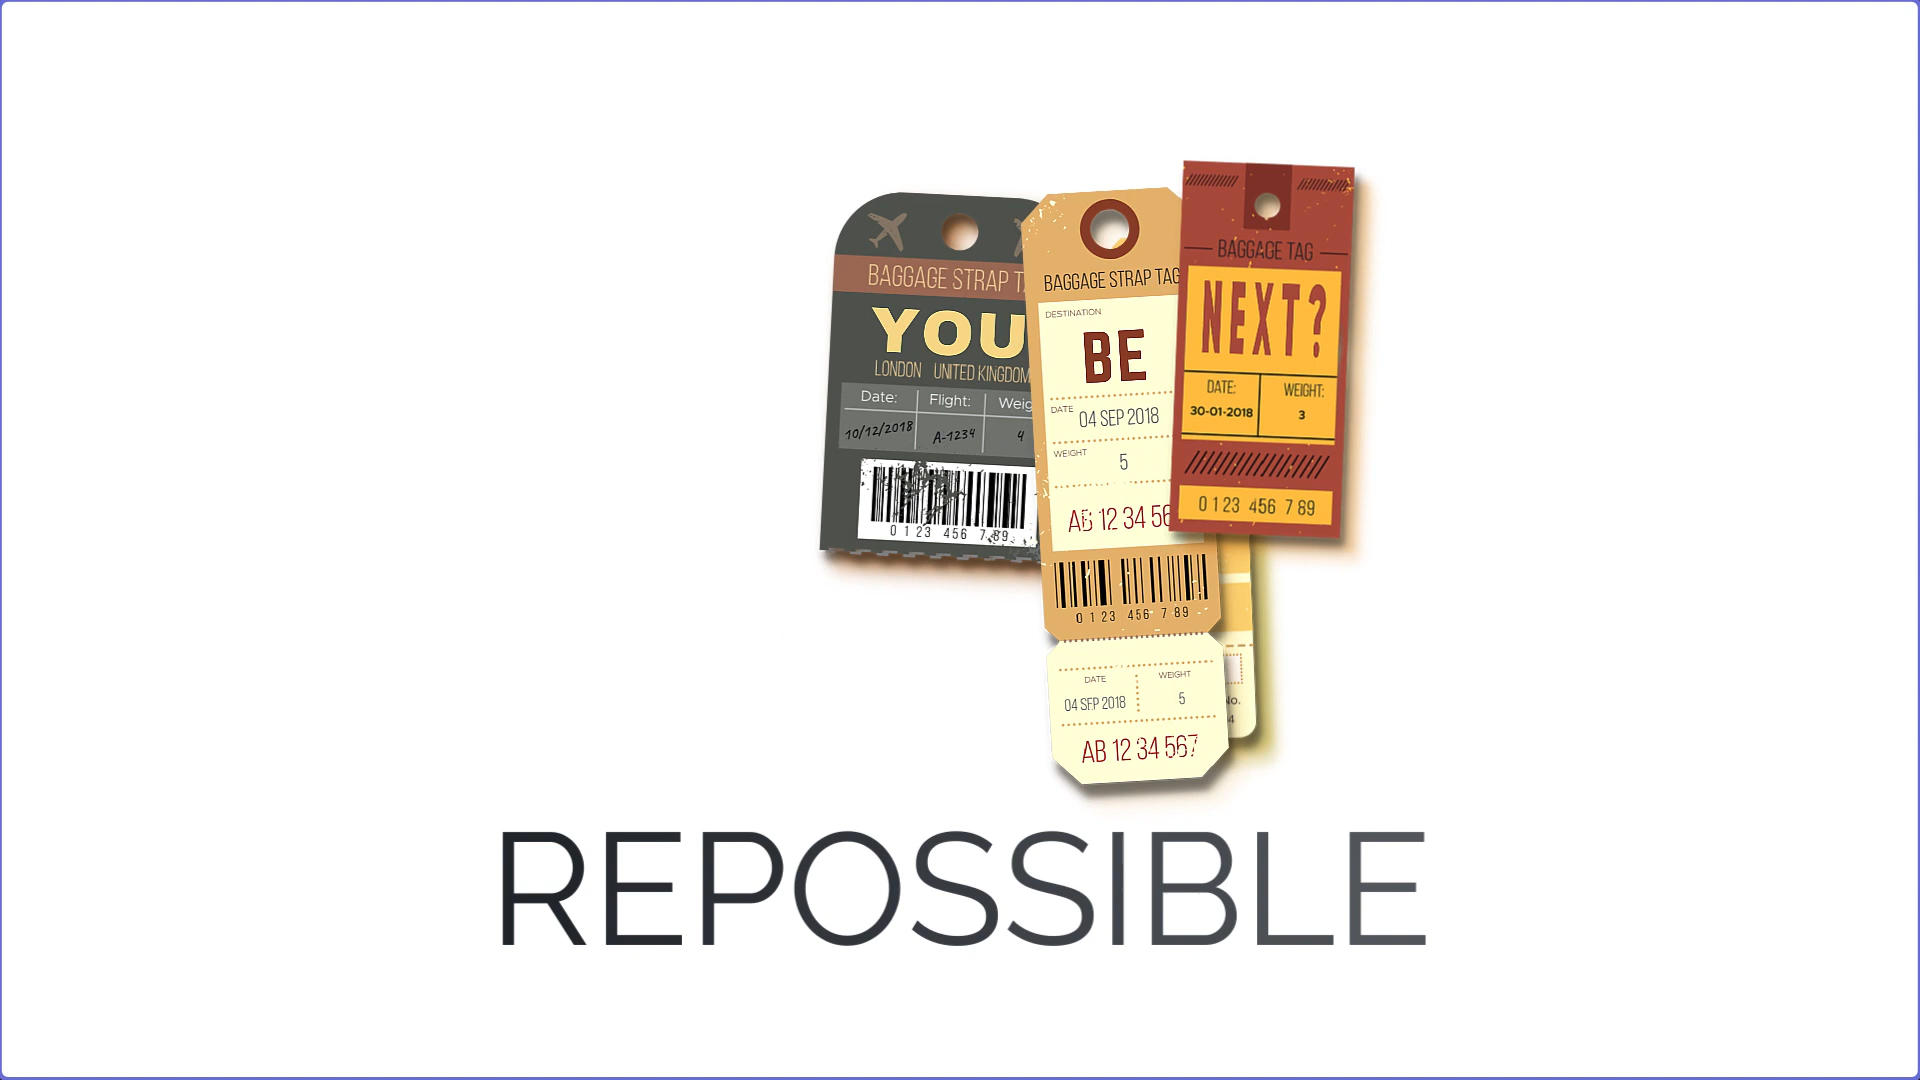 BAGGAGE STRAP
YOU
LONDON UNITED KINGDOM
Date: Flight:
10/12/2018 A-1234 4
0 1 23 456 7 89
BAGGAGE STRAP TAG
DESTINATION
BE
DATE 04 SEP 2018
WEIGHT 5
AB 12 34 56
0 1 23 456 7 89
DATE WEIGHT
04 SEP 2018 5
AB 12 34 567
BAGGAGE TAG
NEXT?
DATE: WEIGHT:
30-01-2018 3
0 1 23 456 7 89
No.
4
REPOSSIBLE